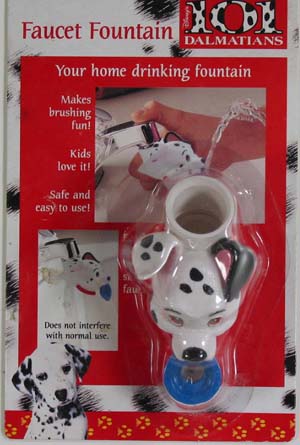 Faucet Fountain
Disney's
101
DALMATIANS
Your home drinking fountain
Makes
brushing
fun!
Kids
love it!
Safe and
easy to use!
Does not interfere
with normal use.